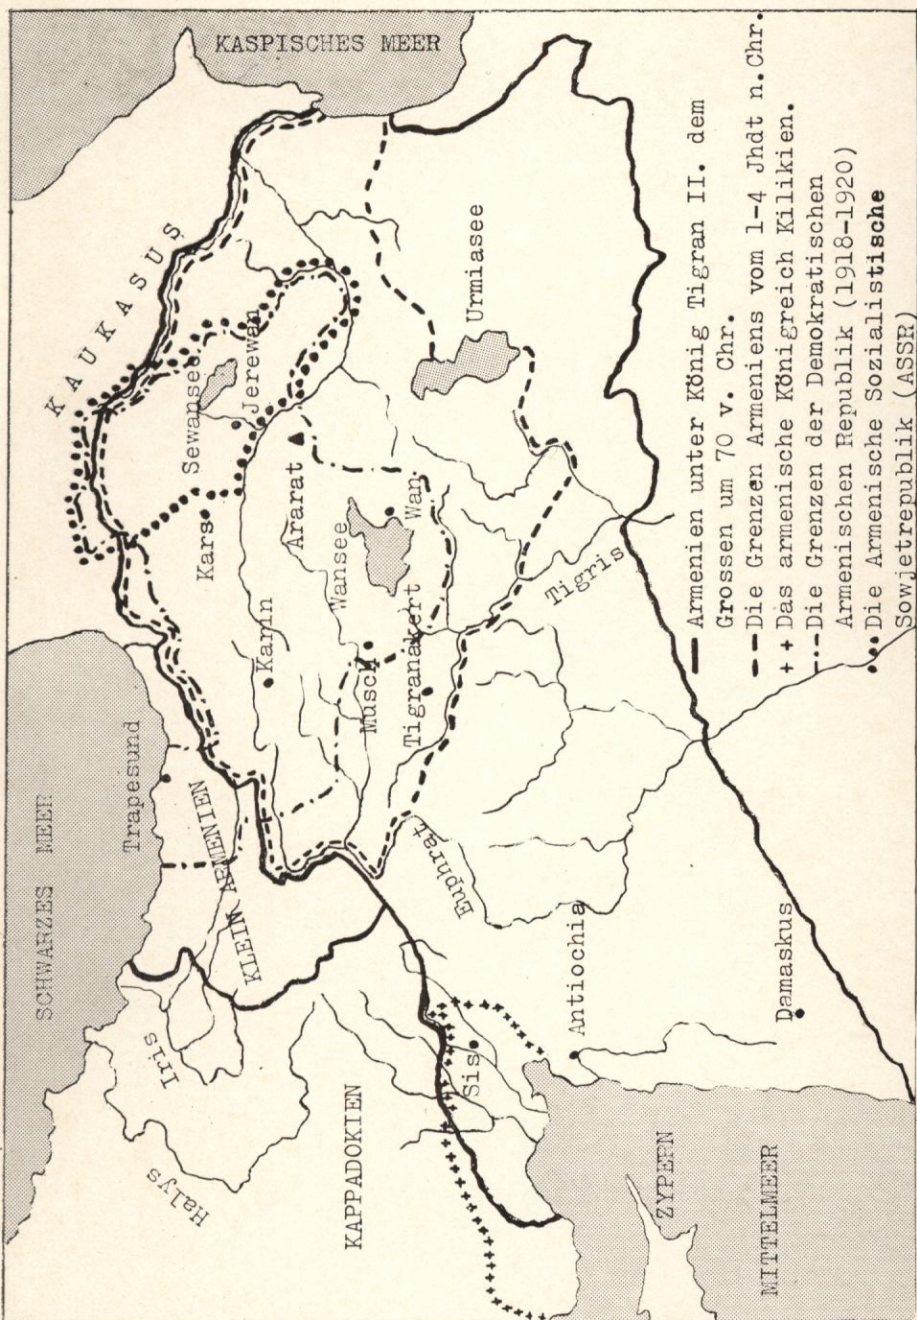 SCHWARZES MEER
KASPISCHES MEER
KAUKASUS
Trapesund
KLEIN ARMENIEN
Iris
Halys
KAPPADOKIEN
Karin
Kars
Sewansee
Jerewan
Ararat
Wansee
Wan
Musch
Tigranakert
Urmiasee
Tigris
Euphrat
Sis
Antiochia
Damaskus
ZYPERN
MITTELMEER
Armenien unter König Tigran II. dem
Grossen um 70 v. Chr.
Die Grenzen Armeniens vom 1-4 Jhdt n.Chr.
Das armenische Königreich Kilikien.
Die Grenzen der Demokratischen
Armenischen Republik (1918-1920)
Die Armenische Sozialistische
Sowjetrepublik (ASSR)